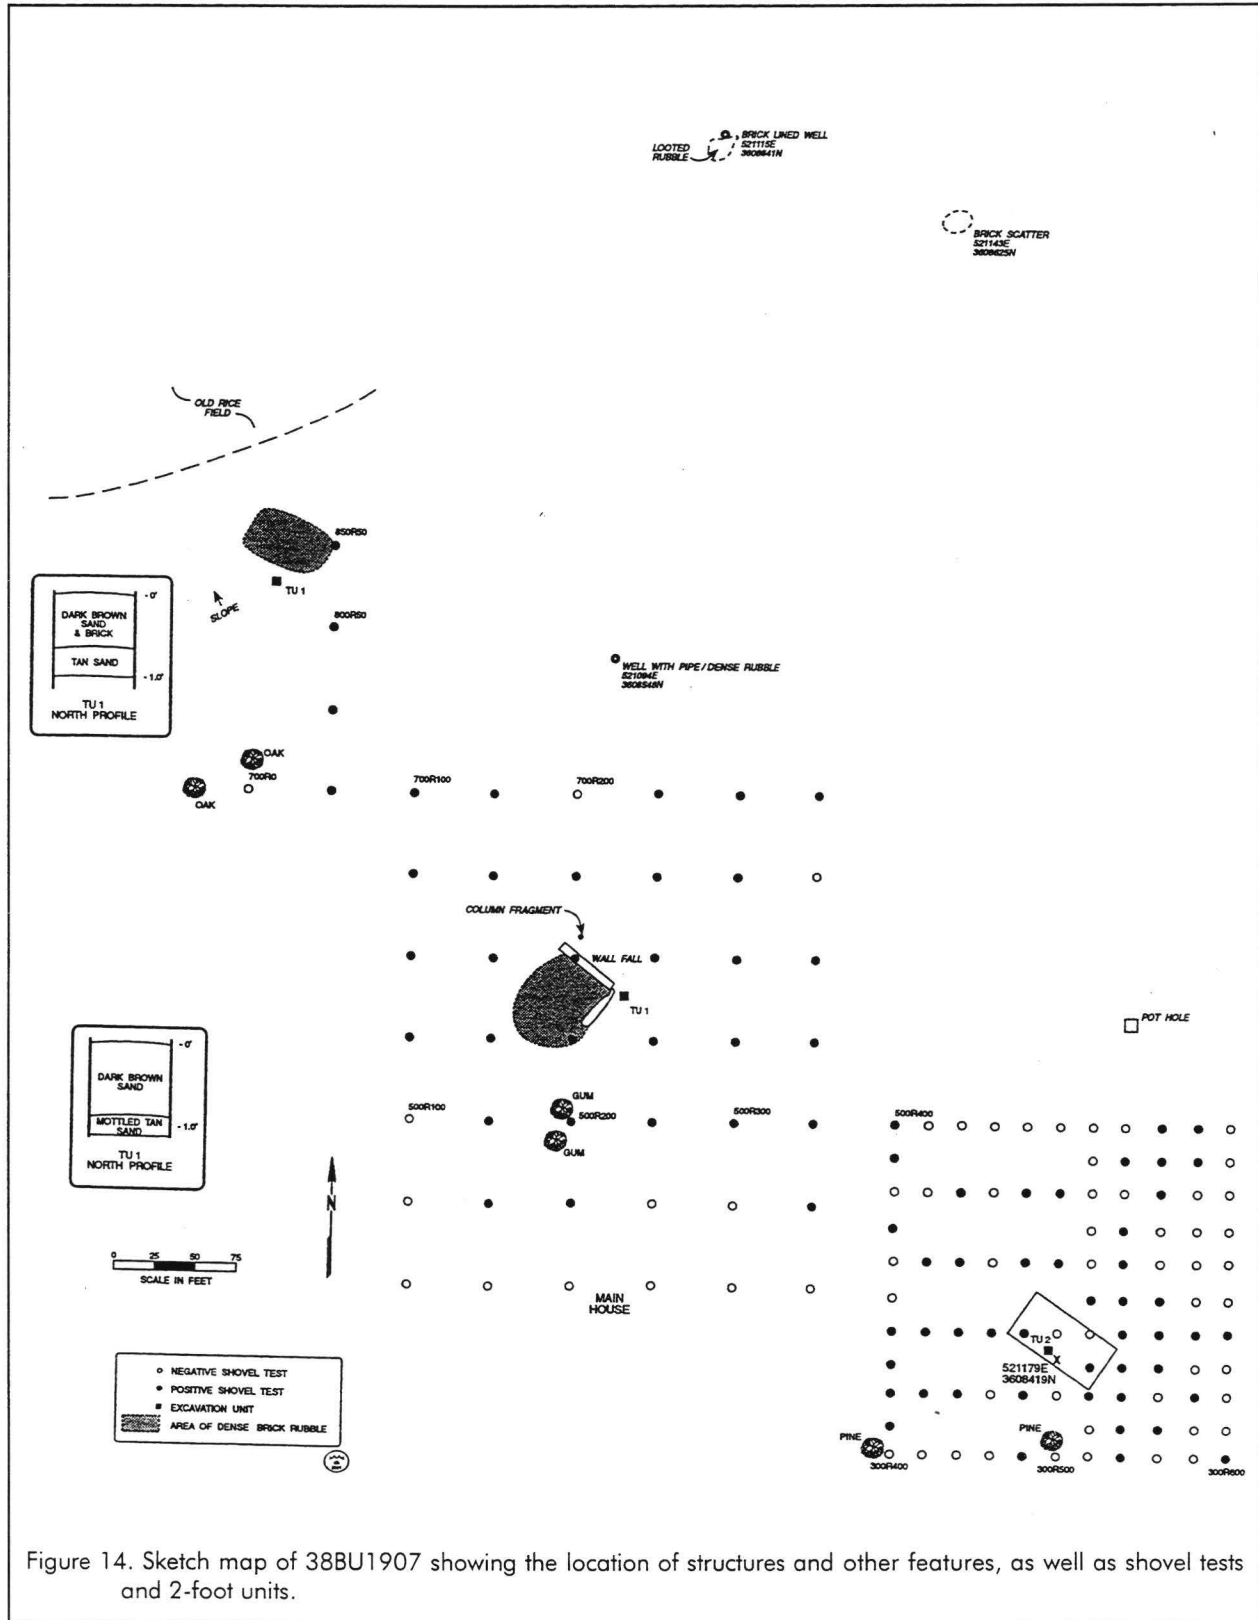 LOOTED
RUBBLE
BRICK LINED WELL
521115E
3608641N
BRICK SCATTER
521143E
3608625N
OLD RICE
FIELD
850R50
TU 1
SLOPE
800R50
- 0'
DARK BROWN
SAND
& BRICK
TAN SAND
- 1.0'
TU 1
NORTH PROFILE
WELL WITH PIPE/DENSE RUBBLE
521094E
3608548N
OAK
700R0
OAK
700R100
700R200
COLUMN FRAGMENT
WALL FALL
TU 1
POT HOLE
- 0'
DARK BROWN
SAND
MOTTLED TAN
SAND
- 1.0'
TU 1
NORTH PROFILE
500R100
GUM
500R200
GUM
500R300
500R400
N
0 25 50 75
SCALE IN FEET
MAIN
HOUSE
TU 2
X
521179E
3608419N
NEGATIVE SHOVEL TEST
POSITIVE SHOVEL TEST
EXCAVATION UNIT
AREA OF DENSE BRICK RUBBLE
PINE
300R400
PINE
300R500
300R600
Figure 14. Sketch map of 38BU1907 showing the location of structures and other features, as well as shovel tests
and 2-foot units.